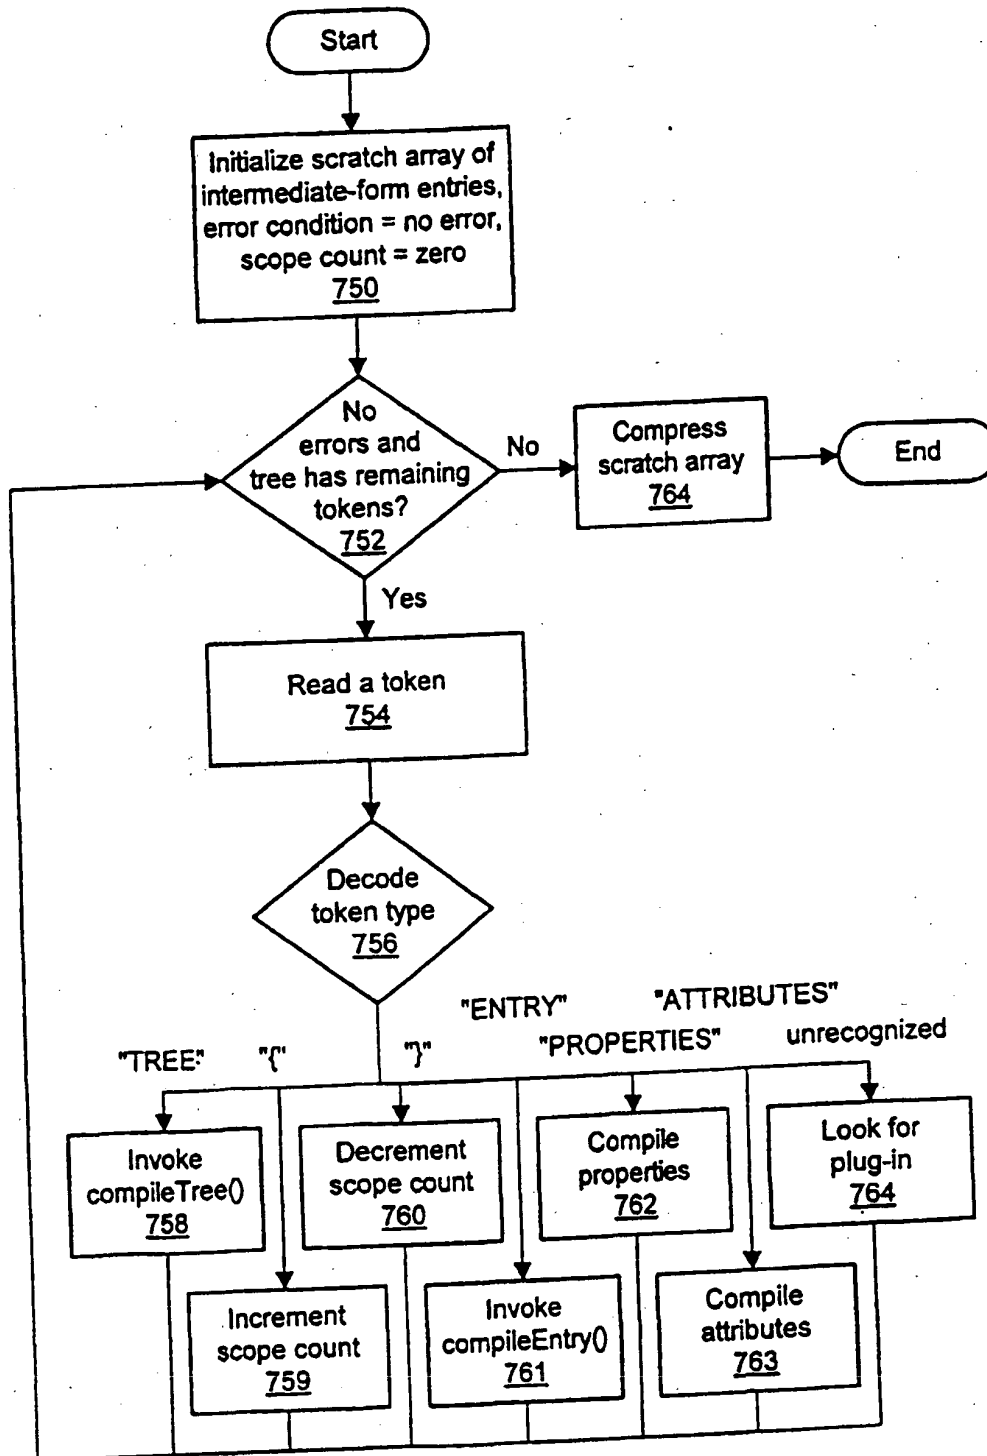 Start
Initialize scratch array of
intermediate-form entries,
error condition = no error,
scope count = zero
750
No
errors and
tree has remaining
tokens?
752
No
Compress
scratch array
764
End
Yes
Read a token
754
Decode
token type
756
"TREE"
"{"
"}"
"ENTRY"
"PROPERTIES"
"ATTRIBUTES"
unrecognized
Invoke
compileTree()
758
Decrement
scope count
760
Compile
properties
762
Look for
plug-in
764
Increment
scope count
759
Invoke
compileEntry()
761
Compile
attributes
763